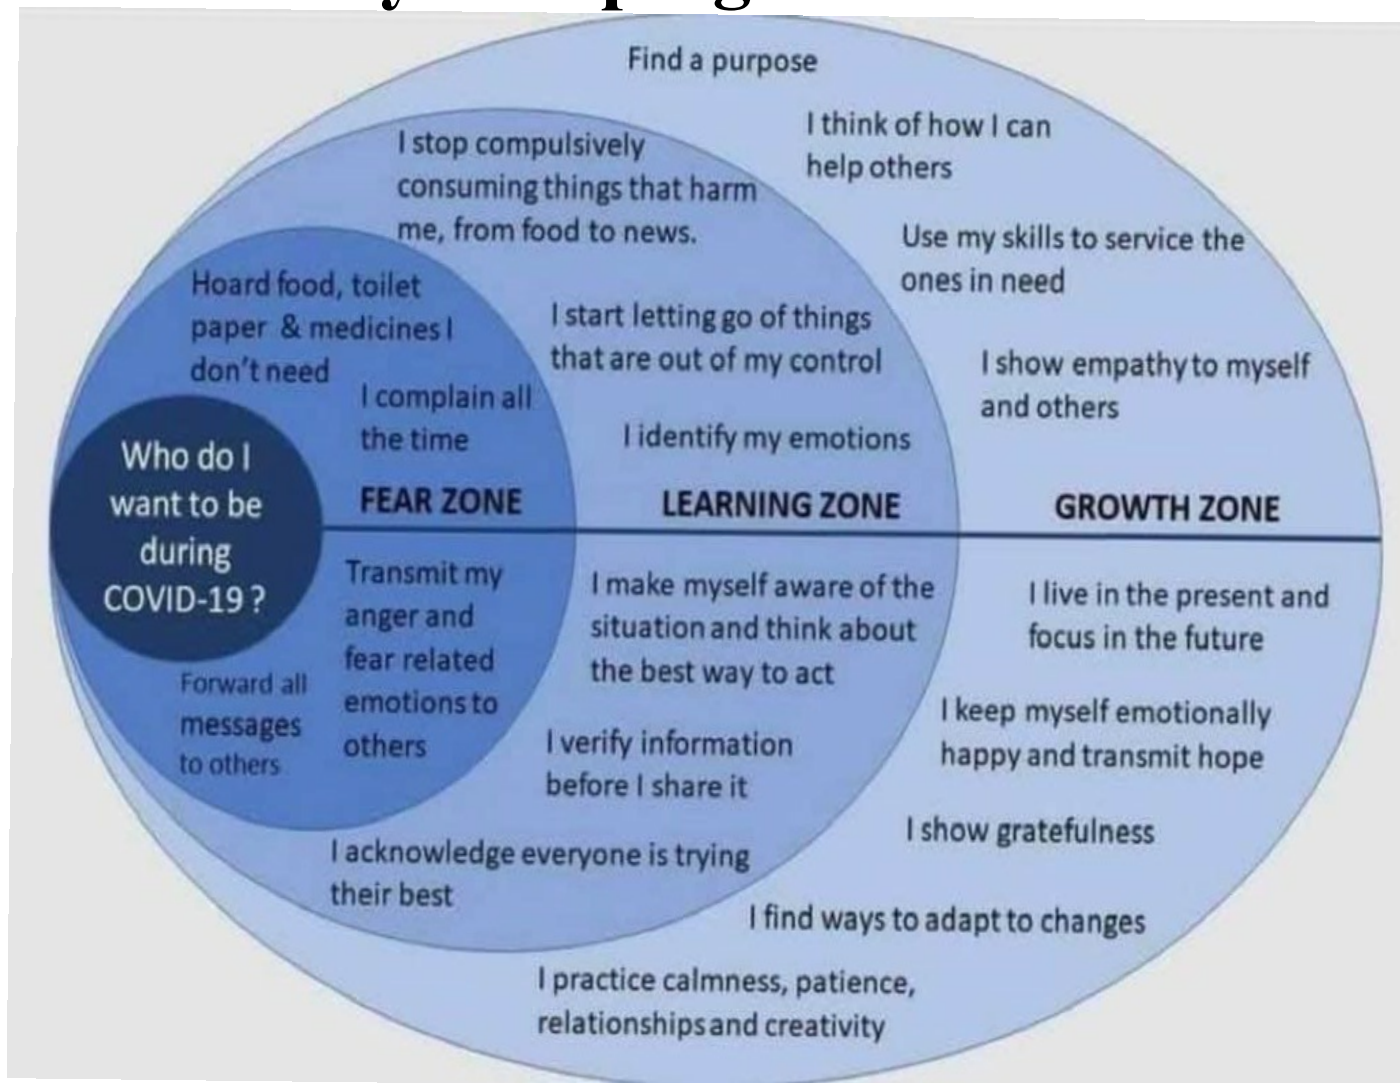 Find a purpose
I think of how I can
help others
I stop compulsively
consuming things that harm
me, from food to news.
Use my skills to service the
ones in need
Hoard food, toilet
paper & medicines I
don't need
I start letting go of things
that are out of my control
I show empathy to myself
and others
I complain all
the time
I identify my emotions
Who do I
want to be
during
COVID-19 ?
FEAR ZONE
LEARNING ZONE
GROWTH ZONE
Transmit my
anger and
fear related
emotions to
others
I make myself aware of the
situation and think about
the best way to act
I live in the present and
focus in the future
Forward all
messages
to others
I verify information
before I share it
I keep myself emotionally
happy and transmit hope
I show gratefulness
I acknowledge everyone is trying
their best
I find ways to adapt to changes
I practice calmness, patience,
relationships and creativity